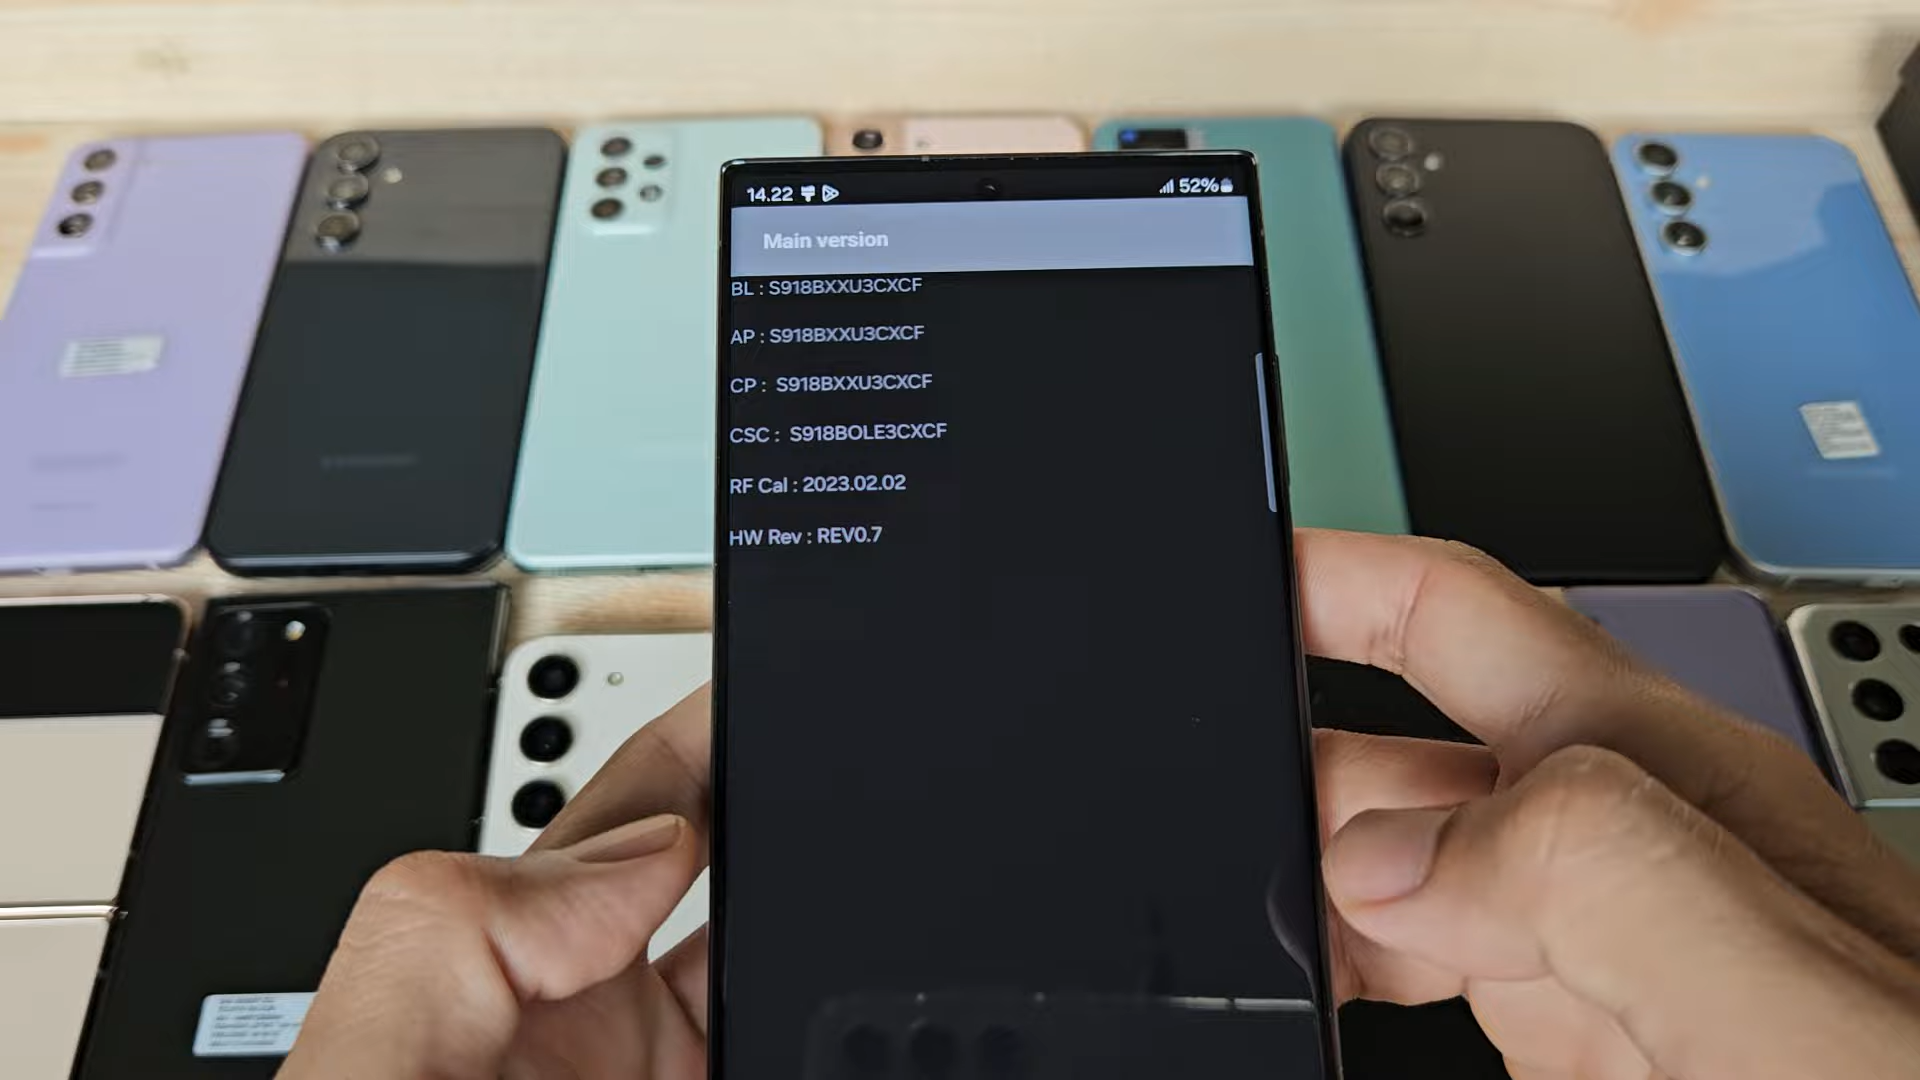 14.22
52%
Main version
BL : S918BXXU3CXCF
AP : S918BXXU3CXCF
CP : S918BXXU3CXCF
CSC : S918BOLE3CXCF
RF Cal : 2023.02.02
HW Rev : REV0.7